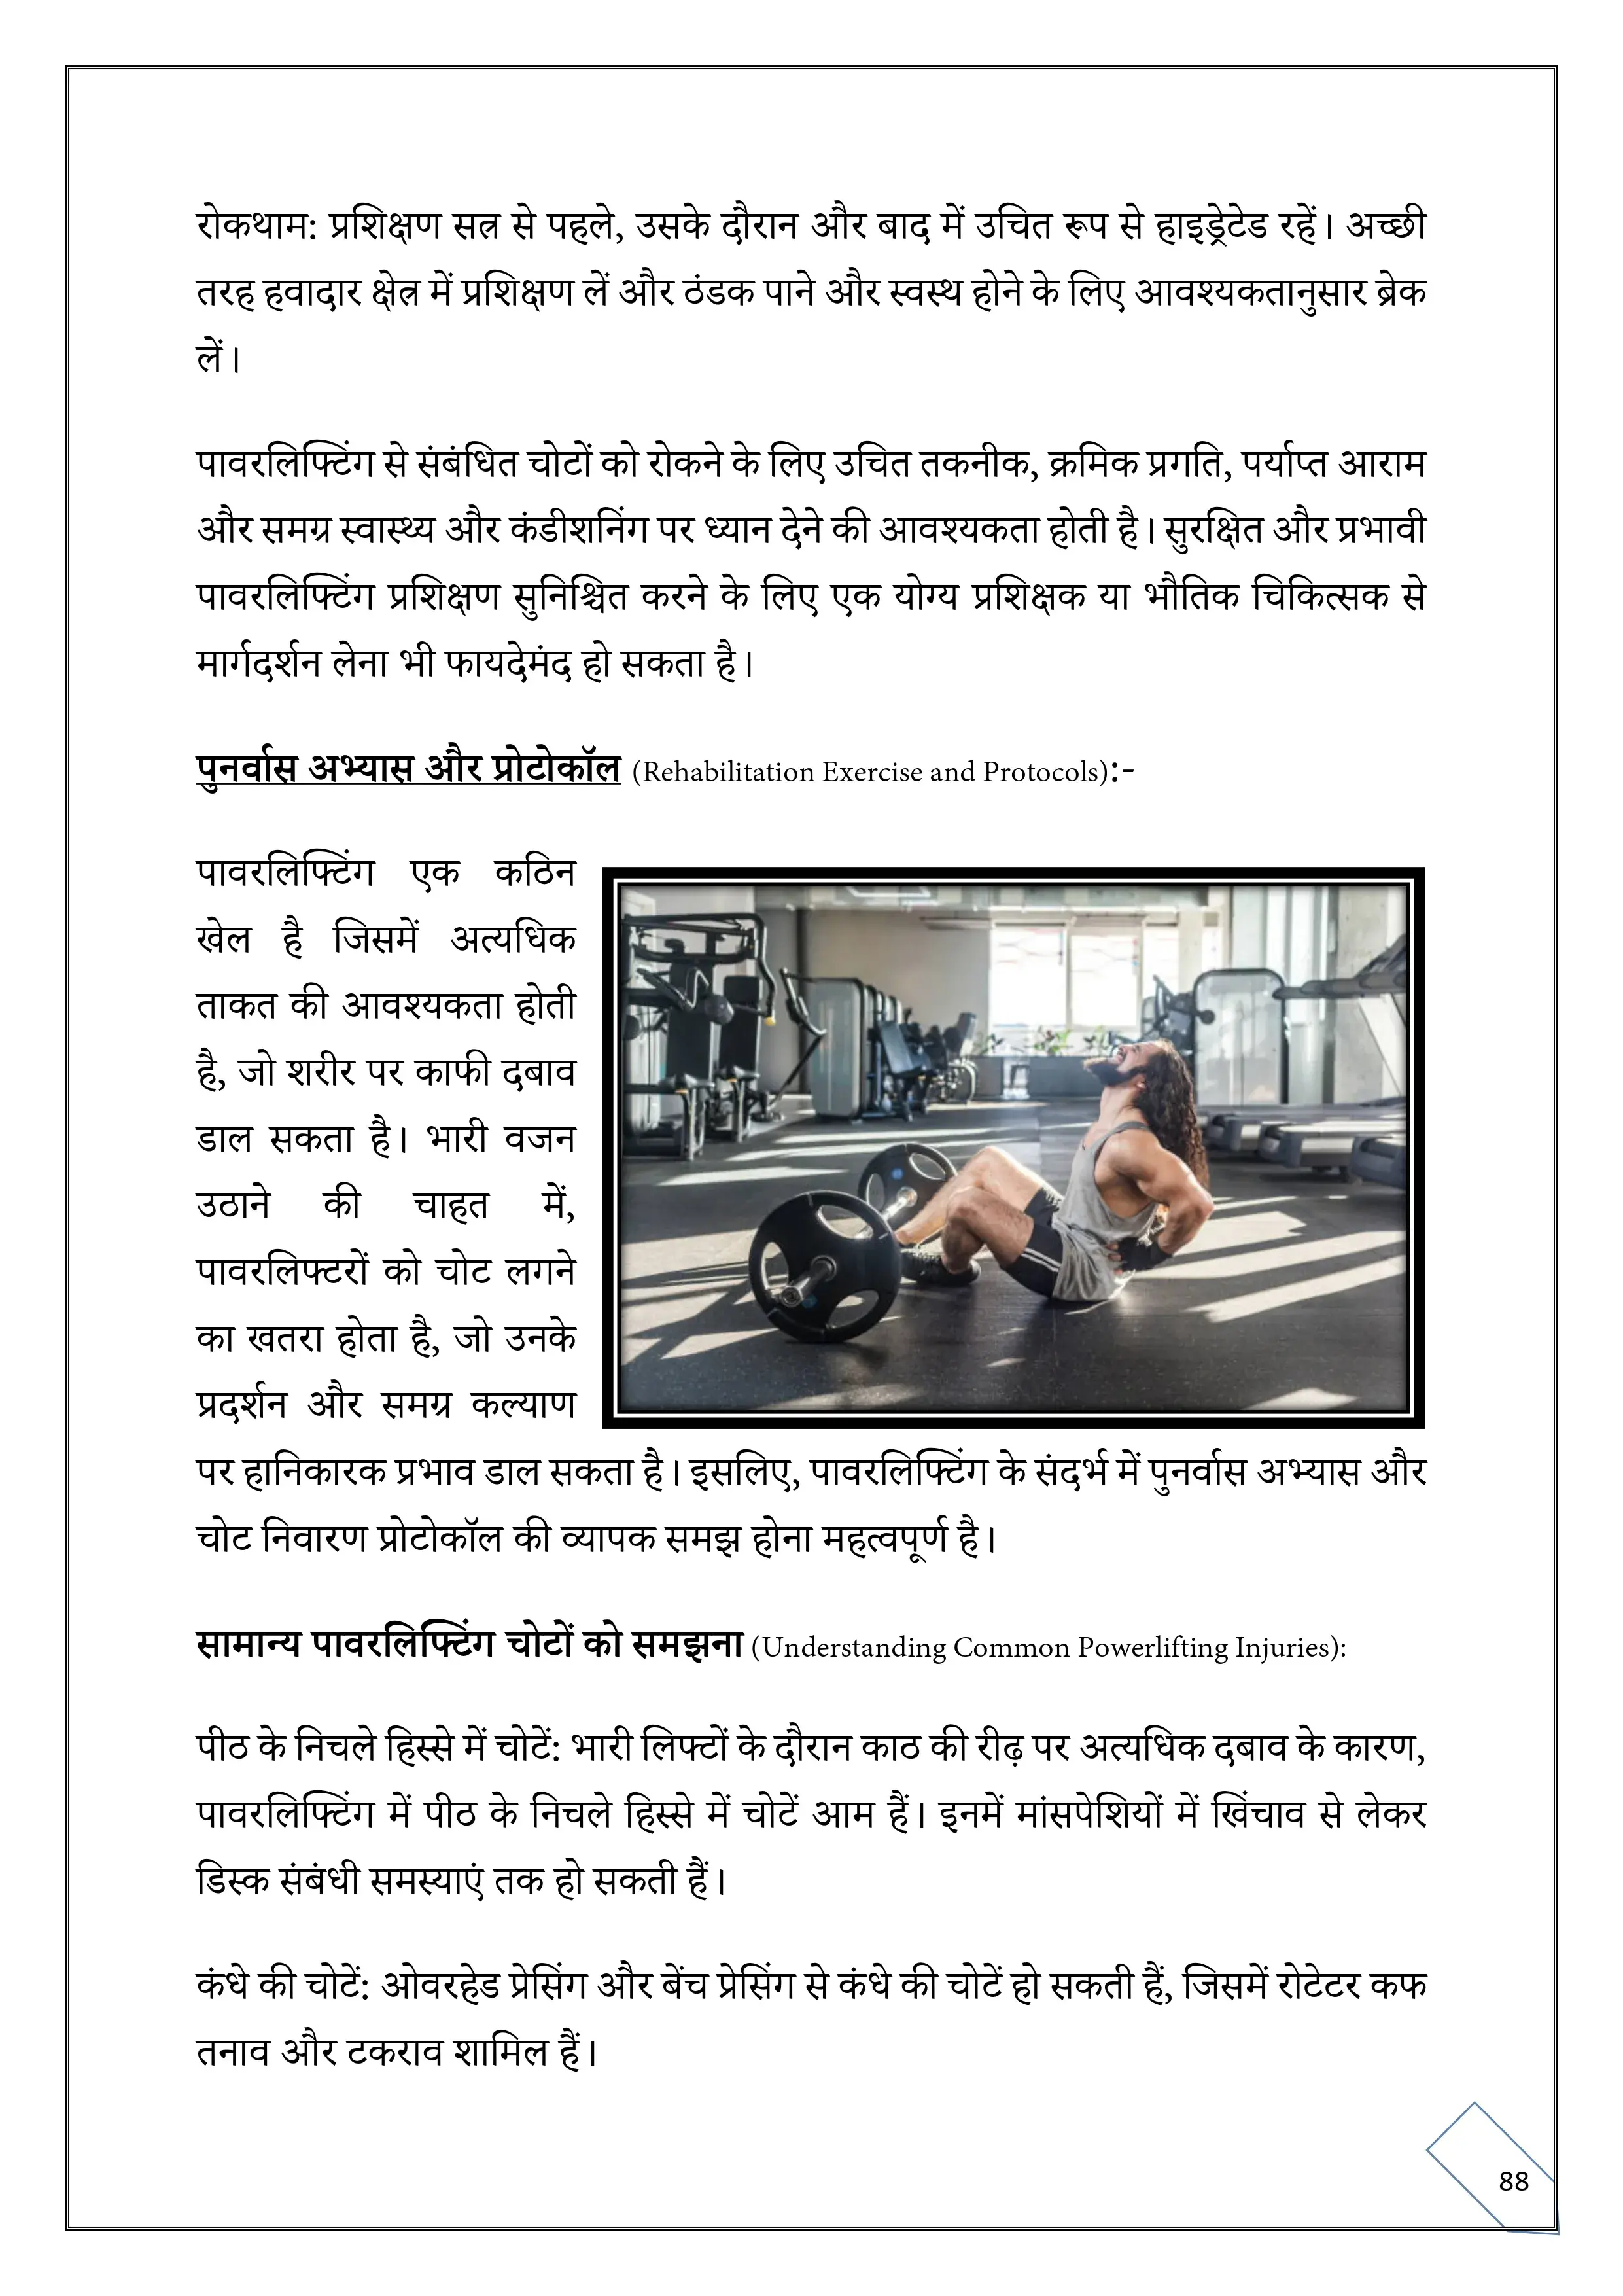 रोकथाम: प्रशिक्षण सत्र से पहले, उसके दौरान और बाद में उचित रूप से हाइड्रेटेड रहें। अच्छी
तरह हवादार क्षेत्र में प्रशिक्षण लें और ठंडक पाने और स्वस्थ होने के लिए आवश्यकतानुसार ब्रेक
लें।
पावरलिफ्टिंग से संबंधित चोटों को रोकने के लिए उचित तकनीक, क्रमिक प्रगति, पर्याप्त आराम
और समग्र स्वास्थ्य और कंडीशनिंग पर ध्यान देने की आवश्यकता होती है। सुरक्षित और प्रभावी
पावरलिफ्टिंग प्रशिक्षण सुनिश्चित करने के लिए एक योग्य प्रशिक्षक या भौतिक चिकित्सक से
मार्गदर्शन लेना भी फायदेमंद हो सकता है।
पुनर्वास अभ्यास और प्रोटोकॉल (Rehabilitation Exercise and Protocols):-
पावरलिफ्टिंग एक कठिन
खेल है जिसमें अत्यधिक
ताकत की आवश्यकता होती
है, जो शरीर पर काफी दबाव
डाल सकता है। भारी वजन
उठाने की चाहत में,
पावरलिफ्टरों को चोट लगने
का खतरा होता है, जो उनके
प्रदर्शन और समग्र कल्याण
पर हानिकारक प्रभाव डाल सकता है। इसलिए, पावरलिफ्टिंग के संदर्भ में पुनर्वास अभ्यास और
चोट निवारण प्रोटोकॉल की व्यापक समझ होना महत्वपूर्ण है।
सामान्य पावरलिफ्टिंग चोटों को समझना (Understanding Common Powerlifting Injuries):
पीठ के निचले हिस्से में चोटें: भारी लिफ्टों के दौरान काठ की रीढ़ पर अत्यधिक दबाव के कारण,
पावरलिफ्टिंग में पीठ के निचले हिस्से में चोटें आम हैं। इनमें मांसपेशियों में खिंचाव से लेकर
डिस्क संबंधी समस्याएं तक हो सकती हैं।
कंधे की चोटें: ओवरहेड प्रेसिंग और बेंच प्रेसिंग से कंधे की चोटें हो सकती हैं, जिसमें रोटेटर कफ
तनाव और टकराव शामिल हैं।
88